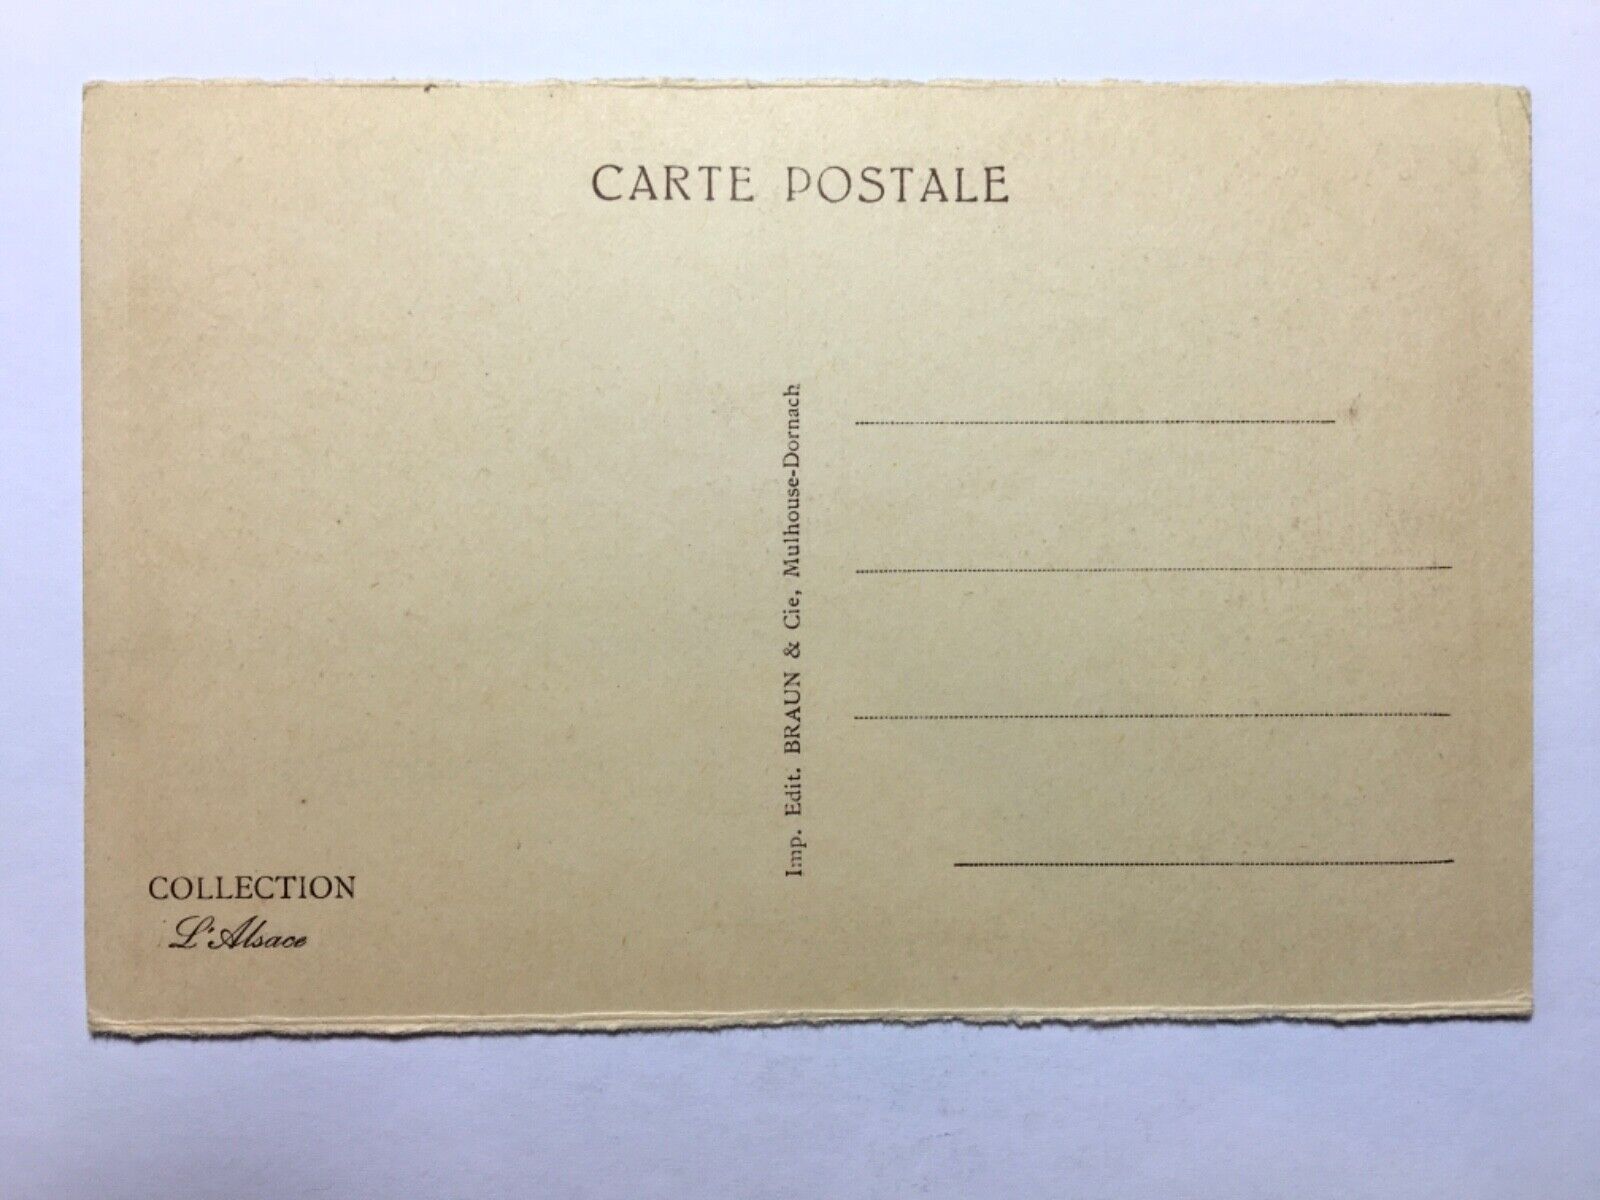 CARTE POSTALE
Imp. Edit. BRAUN & Cie, Mulhouse-Dornach
COLLECTION
L'Alsace